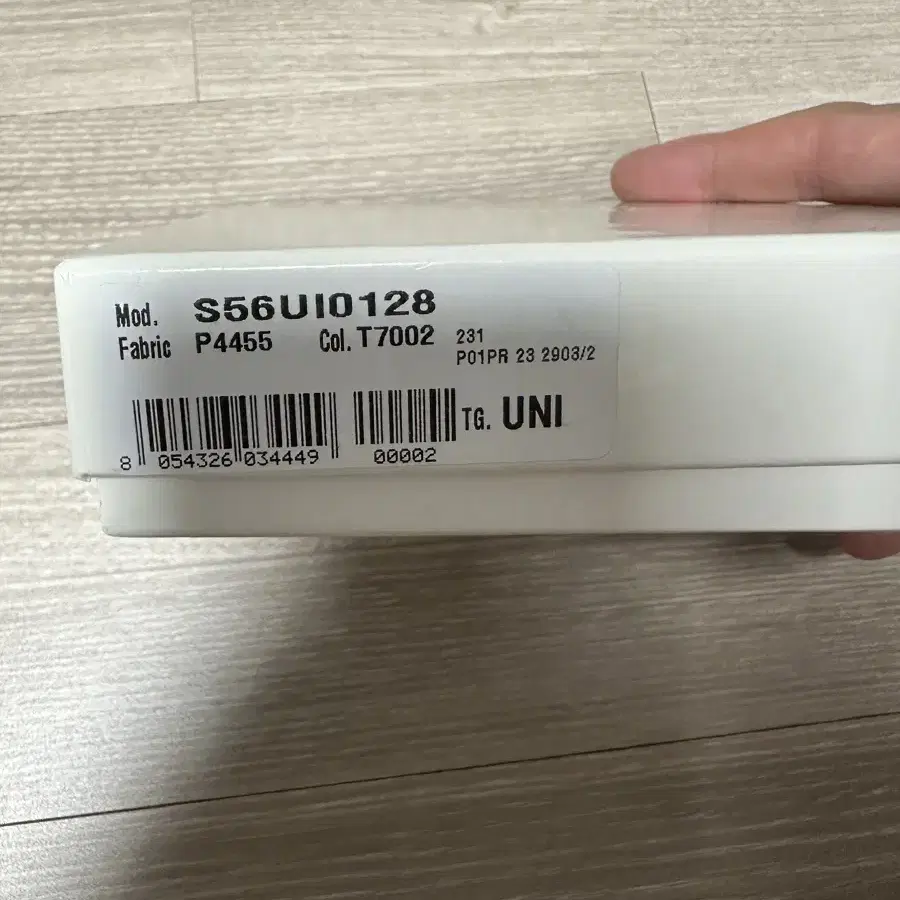 Mod. S56UI0128
Fabric P4455 Col. T7002 231
P01PR 23 2903/2
TG. UNI
8 054326 034449 00002